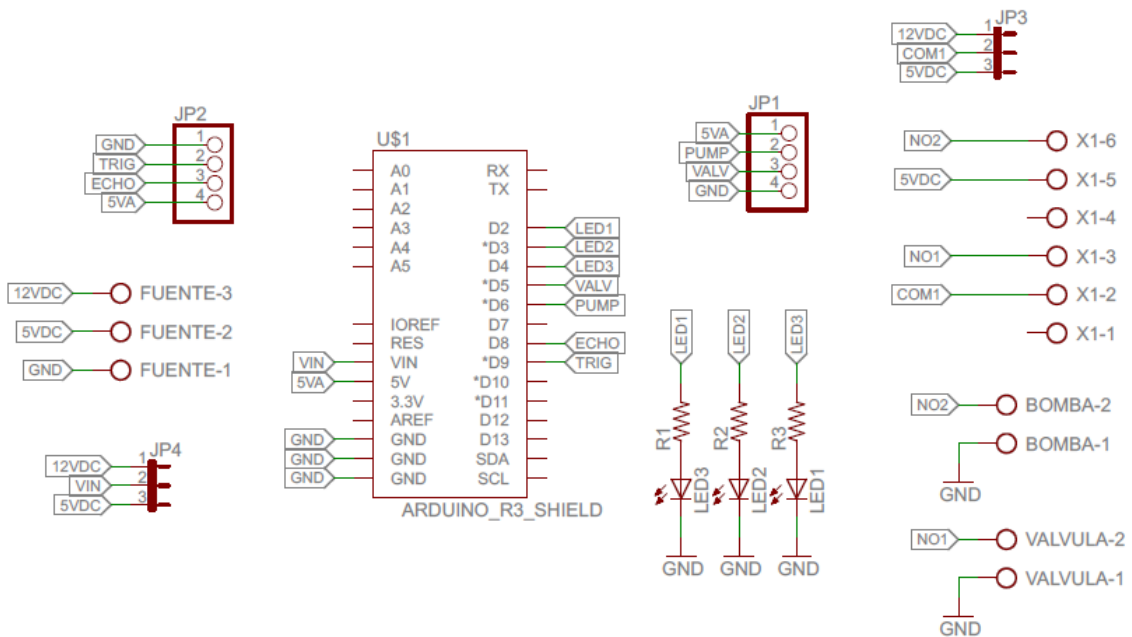 JP2
GND 1
TRIG 2
ECHO 3
5VA 4
12VDC FUENTE-3
5VDC FUENTE-2
GND FUENTE-1
JP4
12VDC 1
VIN 2
5VDC 3
U$1
A0 RX
A1 TX
A2
A3 D2 LED1
A4 *D3 LED2
A5 D4 LED3
*D5 VALV
*D6 PUMP
IOREF D7
RES D8 ECHO
VIN VIN *D9 TRIG
5VA 5V *D10
3.3V *D11
AREF D12
GND GND D13
GND GND SDA
GND GND SCL
ARDUINO_R3_SHIELD
JP1
5VA 1
PUMP 2
VALV 3
GND 4
LED1 LED2 LED3
R1 R2 R3
LED3 LED2 LED1
GND GND GND
JP3
12VDC 1
COM1 2
5VDC 3
NO2 X1-6
5VDC X1-5
X1-4
NO1 X1-3
COM1 X1-2
X1-1
NO2 BOMBA-2
BOMBA-1
GND
NO1 VALVULA-2
VALVULA-1
GND